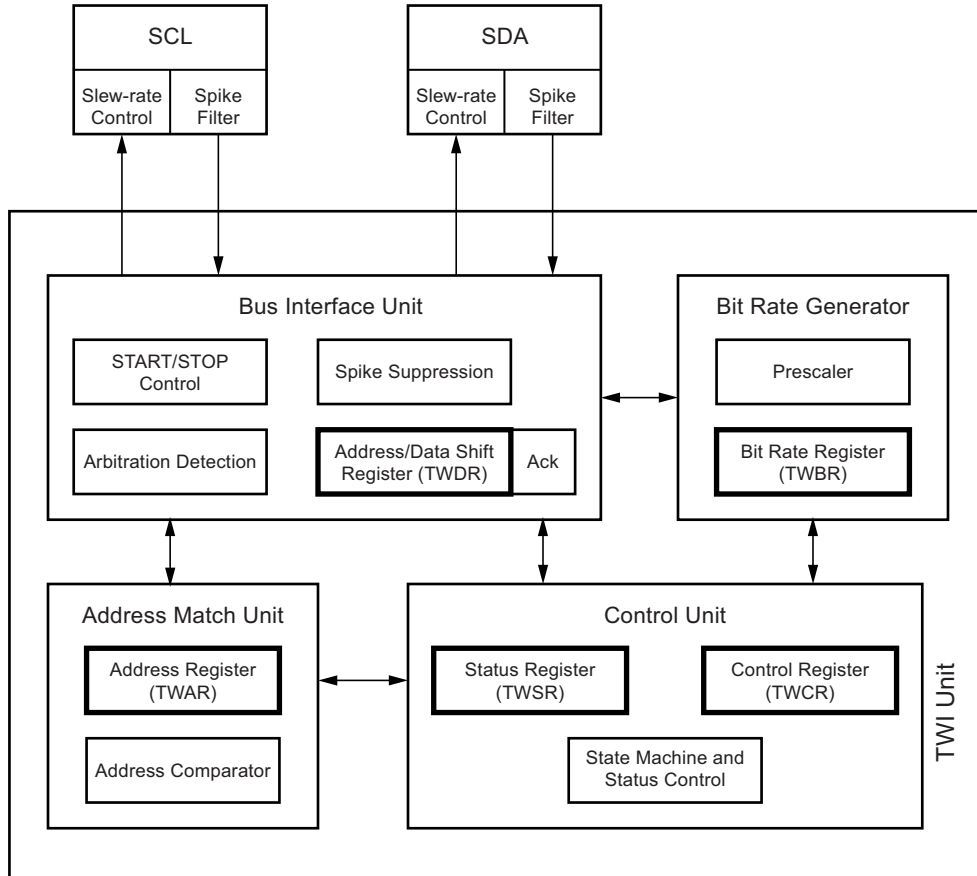 SCL
SDA
Slew-rate
Control
Spike
Filter
Slew-rate
Control
Spike
Filter
Bus Interface Unit
START/STOP
Control
Spike Suppression
Arbitration Detection
Address/Data Shift
Register (TWDR)
Ack
Bit Rate Generator
Prescaler
Bit Rate Register
(TWBR)
Address Match Unit
Address Register
(TWAR)
Address Comparator
Control Unit
Status Register
(TWSR)
Control Register
(TWCR)
State Machine and
Status Control
TWI Unit